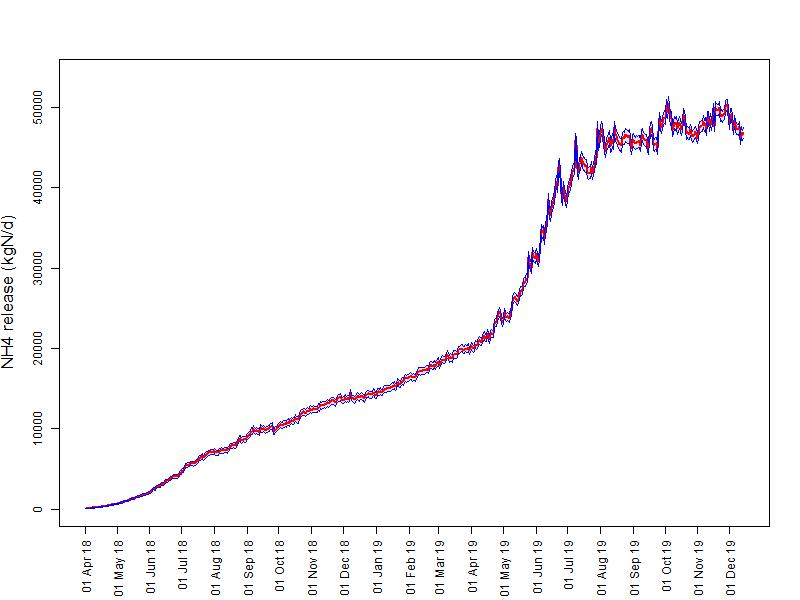 NH4 release (kgN/d)
50000
40000
30000
20000
10000
0
01 Apr 18
01 May 18
01 Jun 18
01 Jul 18
01 Aug 18
01 Sep 18
01 Oct 18
01 Nov 18
01 Dec 18
01 Jan 19
01 Feb 19
01 Mar 19
01 Apr 19
01 May 19
01 Jun 19
01 Jul 19
01 Aug 19
01 Sep 19
01 Oct 19
01 Nov 19
01 Dec 19